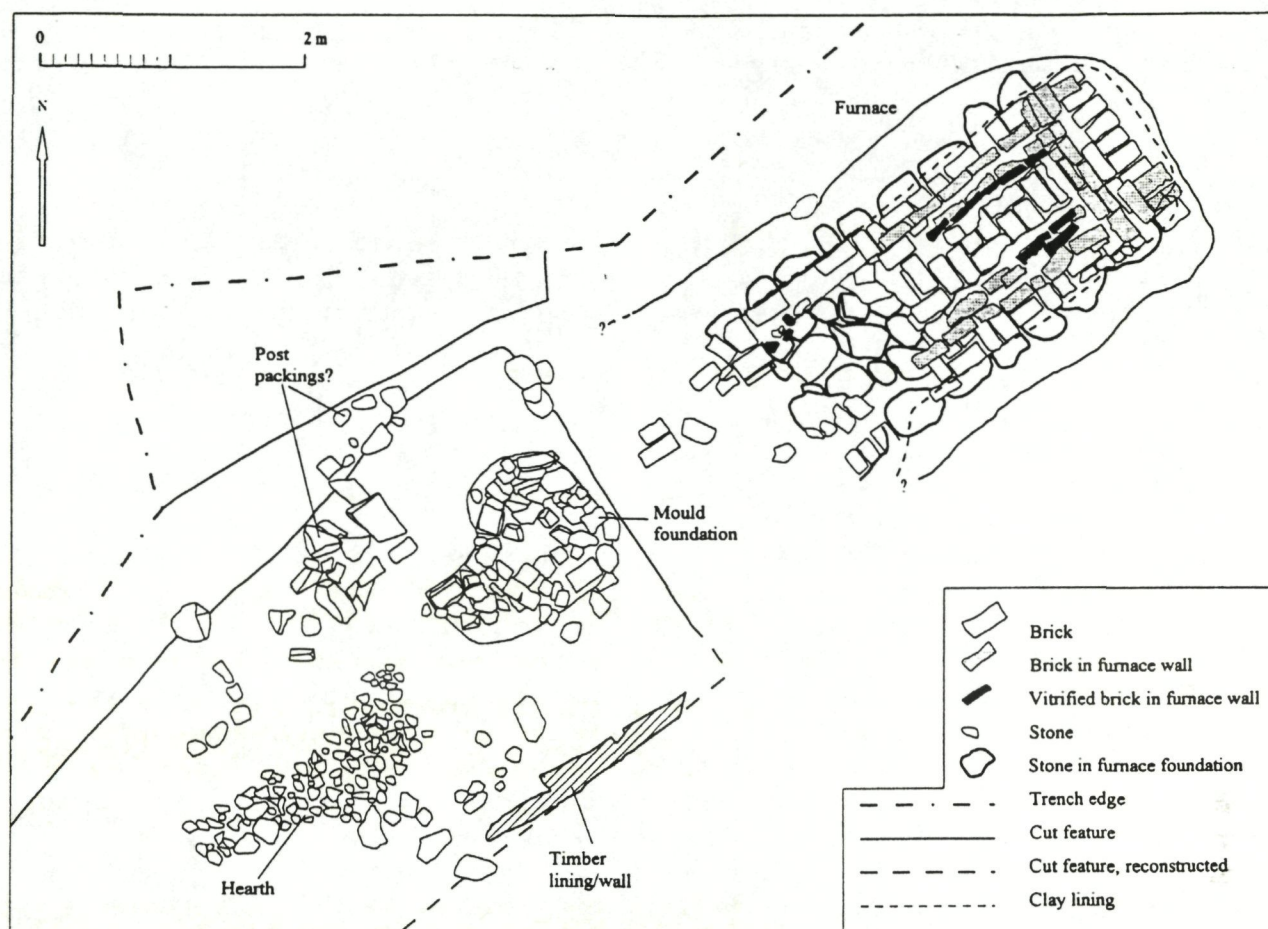 0
2 m
N
Furnace
?
Post
packings?
Mould
foundation
?
Hearth
Timber
lining/wall
Brick
Brick in furnace wall
Vitrified brick in furnace wall
Stone
Stone in furnace foundation
Trench edge
Cut feature
Cut feature, reconstructed
Clay lining